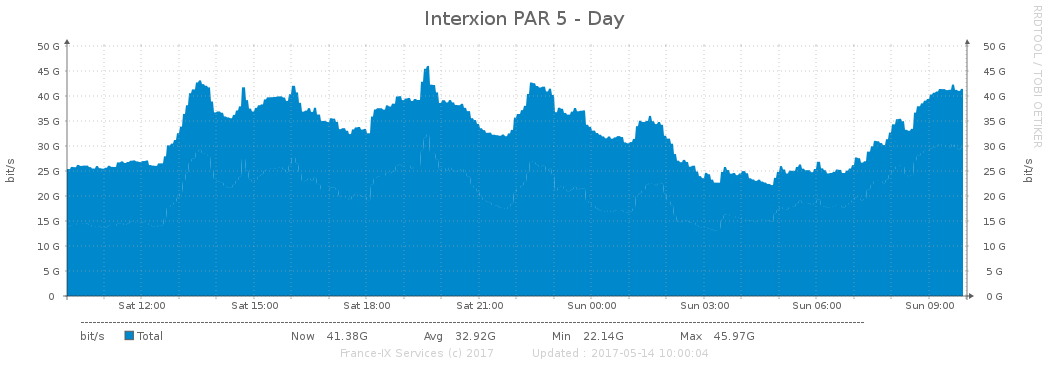 Interxion PAR 5 - Day
RRDTOOL / TOBI OETIKER
50 G 50 G
45 G 45 G
40 G 40 G
35 G 35 G
30 G 30 G
25 G 25 G
20 G 20 G
15 G 15 G
10 G 10 G
5 G 5 G
0 0 G
bit/s bit/s
Sat 12:00 Sat 15:00 Sat 18:00 Sat 21:00 Sun 00:00 Sun 03:00 Sun 06:00 Sun 09:00
bit/s Total Now 41.38G Avg 32.92G Min 22.14G Max 45.97G
France-IX Services (c) 2017 Updated : 2017-05-14 10:00:04